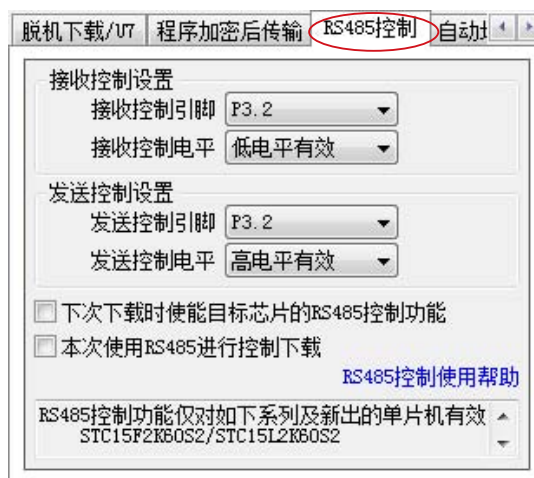 脱机下载/U7 程序加密后传输 RS485控制
接收控制设置
接收控制引脚 P3.2
接收控制电平 低电平有效
发送控制设置
发送控制引脚 P3.2
发送控制电平 高电平有效
下次下载时使能目标芯片的RS485控制功能
本次使用RS485进行控制下载
RS485控制使用帮助
RS485控制功能仅对如下系列及新出的单片机有效
STC15F2K60S2/STC15L2K60S2